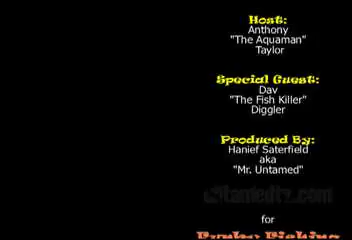 Host:
Anthony
"The Aquaman"
Taylor
Special Guest:
Dav
"The Fish Killer"
Diggler
Produced By:
Hanief Saterfield
aka
"Mr. Untamed"
for